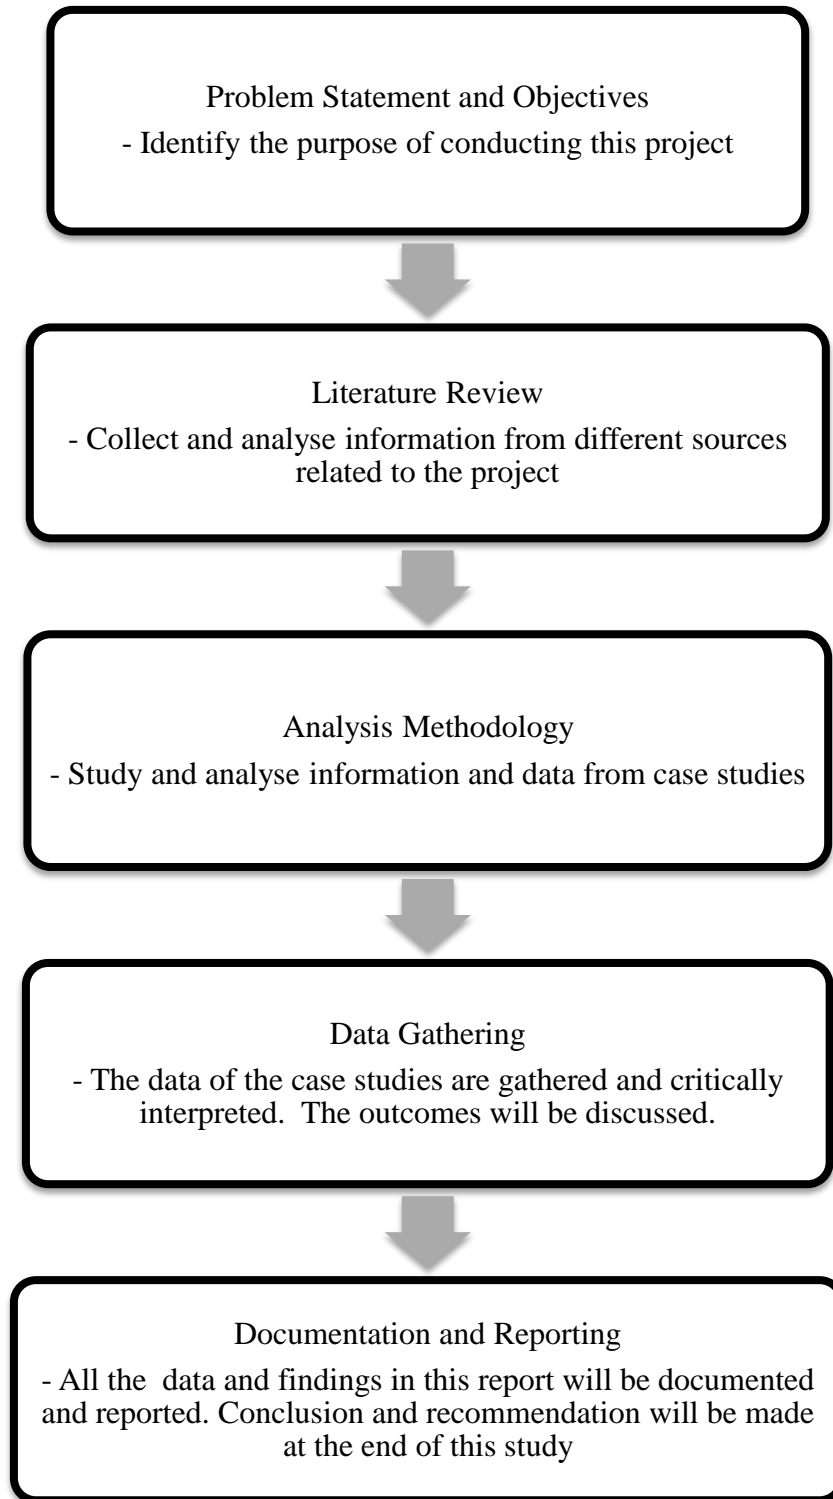 Problem Statement and Objectives
- Identify the purpose of conducting this project
Literature Review
- Collect and analyse information from different sources
related to the project
Analysis Methodology
- Study and analyse information and data from case studies
Data Gathering
- The data of the case studies are gathered and critically
interpreted.  The outcomes will be discussed.
Documentation and Reporting
- All the  data and findings in this report will be documented
and reported. Conclusion and recommendation will be made
at the end of this study